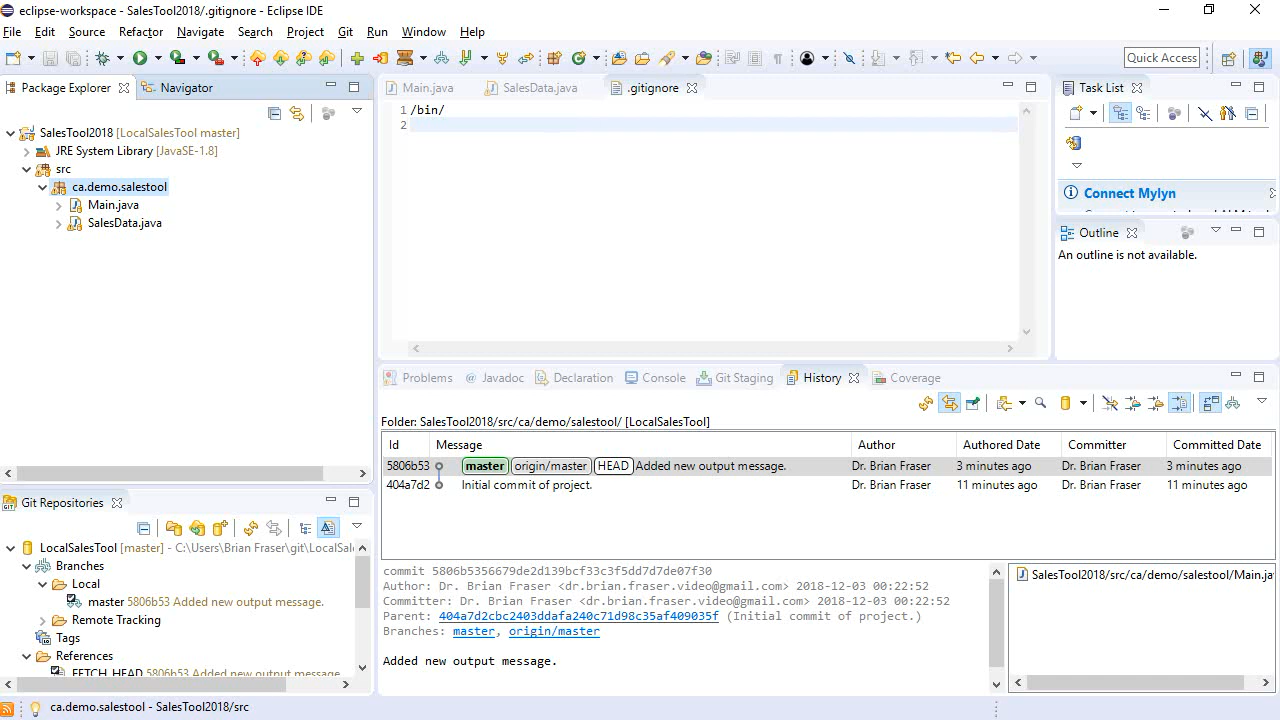 eclipse-workspace - SalesTool2018/.gitignore - Eclipse IDE
File Edit Source Refactor Navigate Search Project Git Run Window Help
Quick Access
Package Explorer Navigator
SalesTool2018 [LocalSalesTool master]
JRE System Library [JavaSE-1.8]
src
ca.demo.salestool
Main.java
SalesData.java
Main.java SalesData.java .gitignore
1 /bin/
2
Task List
Connect Mylyn
Outline
An outline is not available.
Problems Javadoc Declaration Console Git Staging History Coverage
Folder: SalesTool2018/src/ca/demo/salestool/ [LocalSalesTool]
Id Message Author Authored Date Committer Committed Date
5806b53 master origin/master HEAD Added new output message. Dr. Brian Fraser 3 minutes ago Dr. Brian Fraser 3 minutes ago
404a7d2 Initial commit of project. Dr. Brian Fraser 11 minutes ago Dr. Brian Fraser 11 minutes ago
Git Repositories
LocalSalesTool [master] - C:\Users\Brian Fraser\git\LocalSale
Branches
Local
master 5806b53 Added new output message.
Remote Tracking
Tags
References
FETCH_HEAD 5806b53 Added new output message
commit 5806b5356679de2d139bcf33c3f5dd7d7de07f30
Author: Dr. Brian Fraser <dr.brian.fraser.video@gmail.com> 2018-12-03 00:22:52
Committer: Dr. Brian Fraser <dr.brian.fraser.video@gmail.com> 2018-12-03 00:22:52
Parent: 404a7d2cbc2403ddafa240c71d98c35af409035f (Initial commit of project.)
Branches: master, origin/master
Added new output message.
SalesTool2018/src/ca/demo/salestool/Main.ja
ca.demo.salestool - SalesTool2018/src